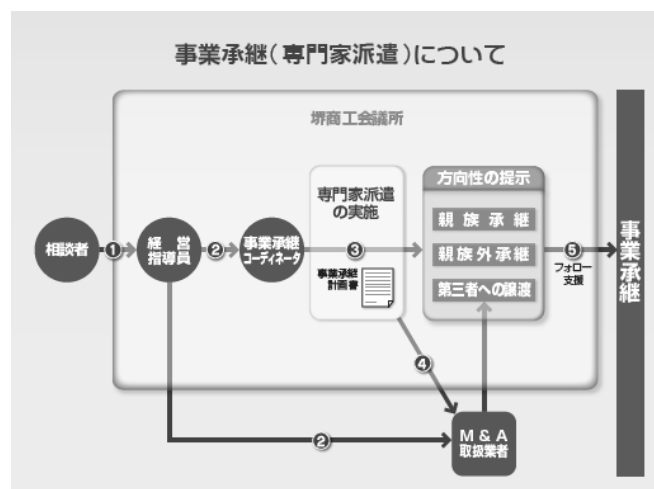 事業承継(専門家派遣)について
堺商工会議所
相談者
❶
経 営
指導員
❷
事業承継
コーディネータ
専門家派遣
の実施
❸
事業承継
計画書
方向性の提示
親族承継
親族外承継
第三者への譲渡
❺
フォロー
支援
事業承継
❹
❷
M & A
取扱業者